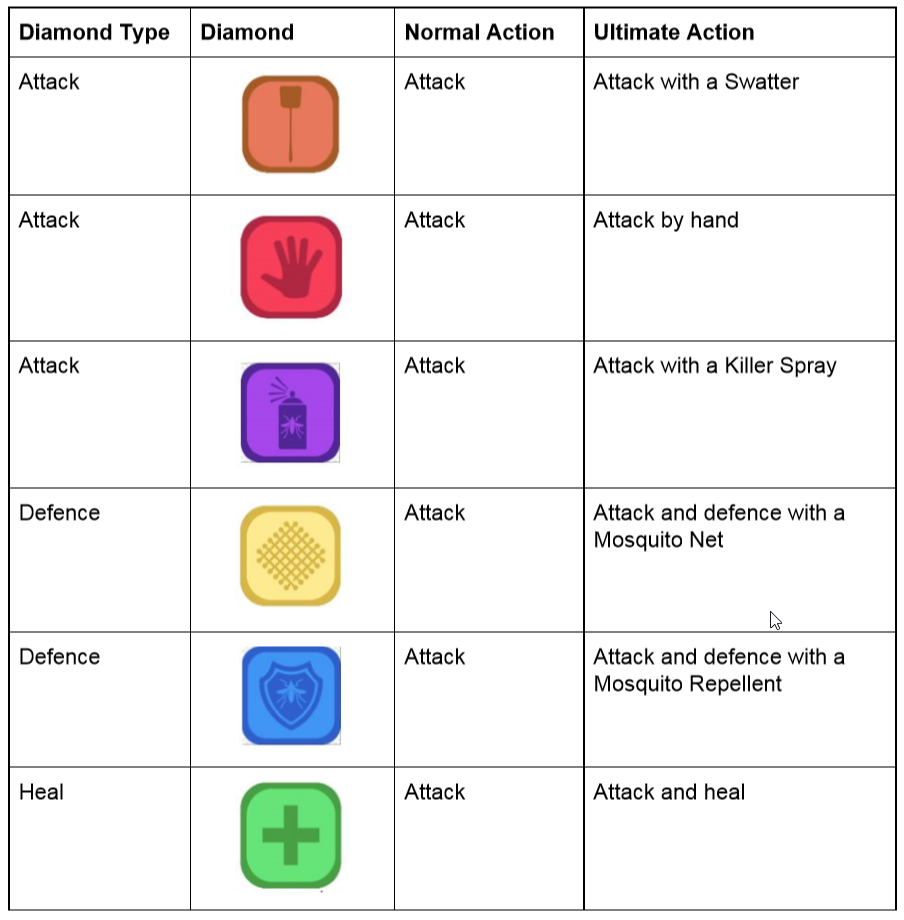 Diamond Type Diamond Normal Action Ultimate Action
Attack Attack Attack with a Swatter
Attack Attack Attack by hand
Attack Attack Attack with a Killer Spray
Defence Attack Attack and defence with a
Mosquito Net
Defence Attack Attack and defence with a
Mosquito Repellent
Heal Attack Attack and heal